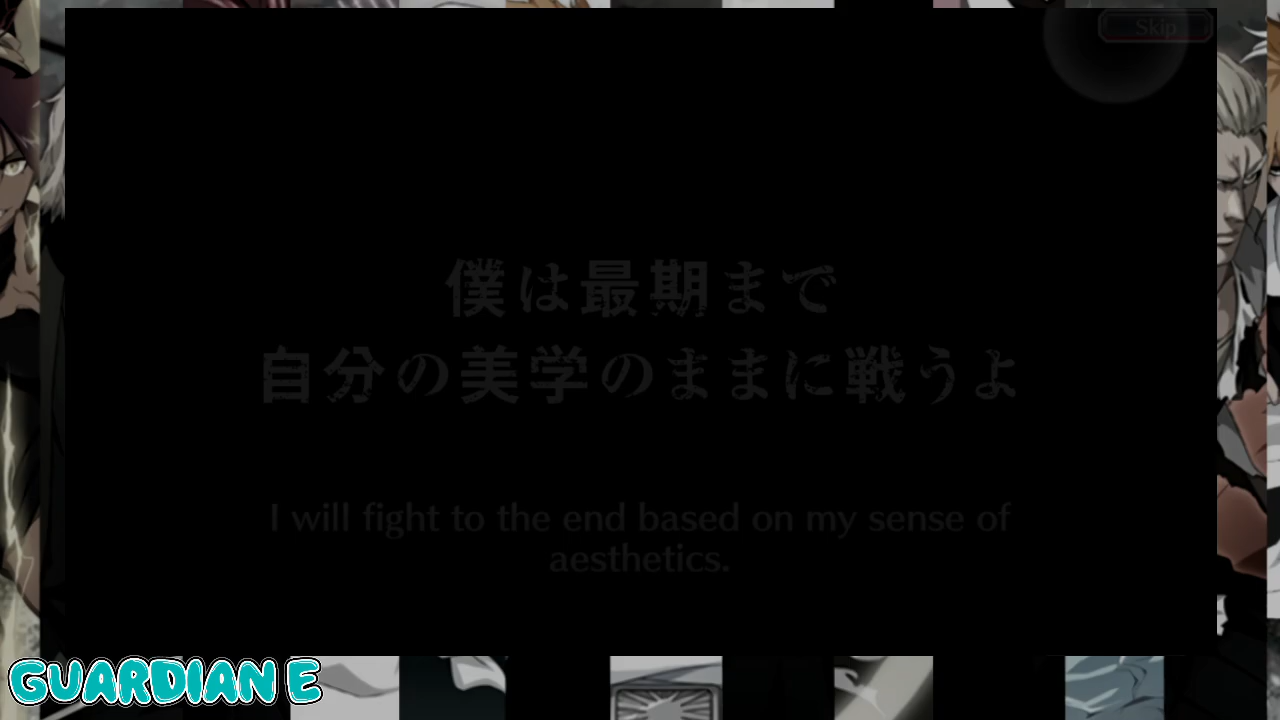 Skip
僕は最期まで
自分の美学のままに戦うよ
I will fight to the end based on my sense of
aesthetics.
GUARDIAN E